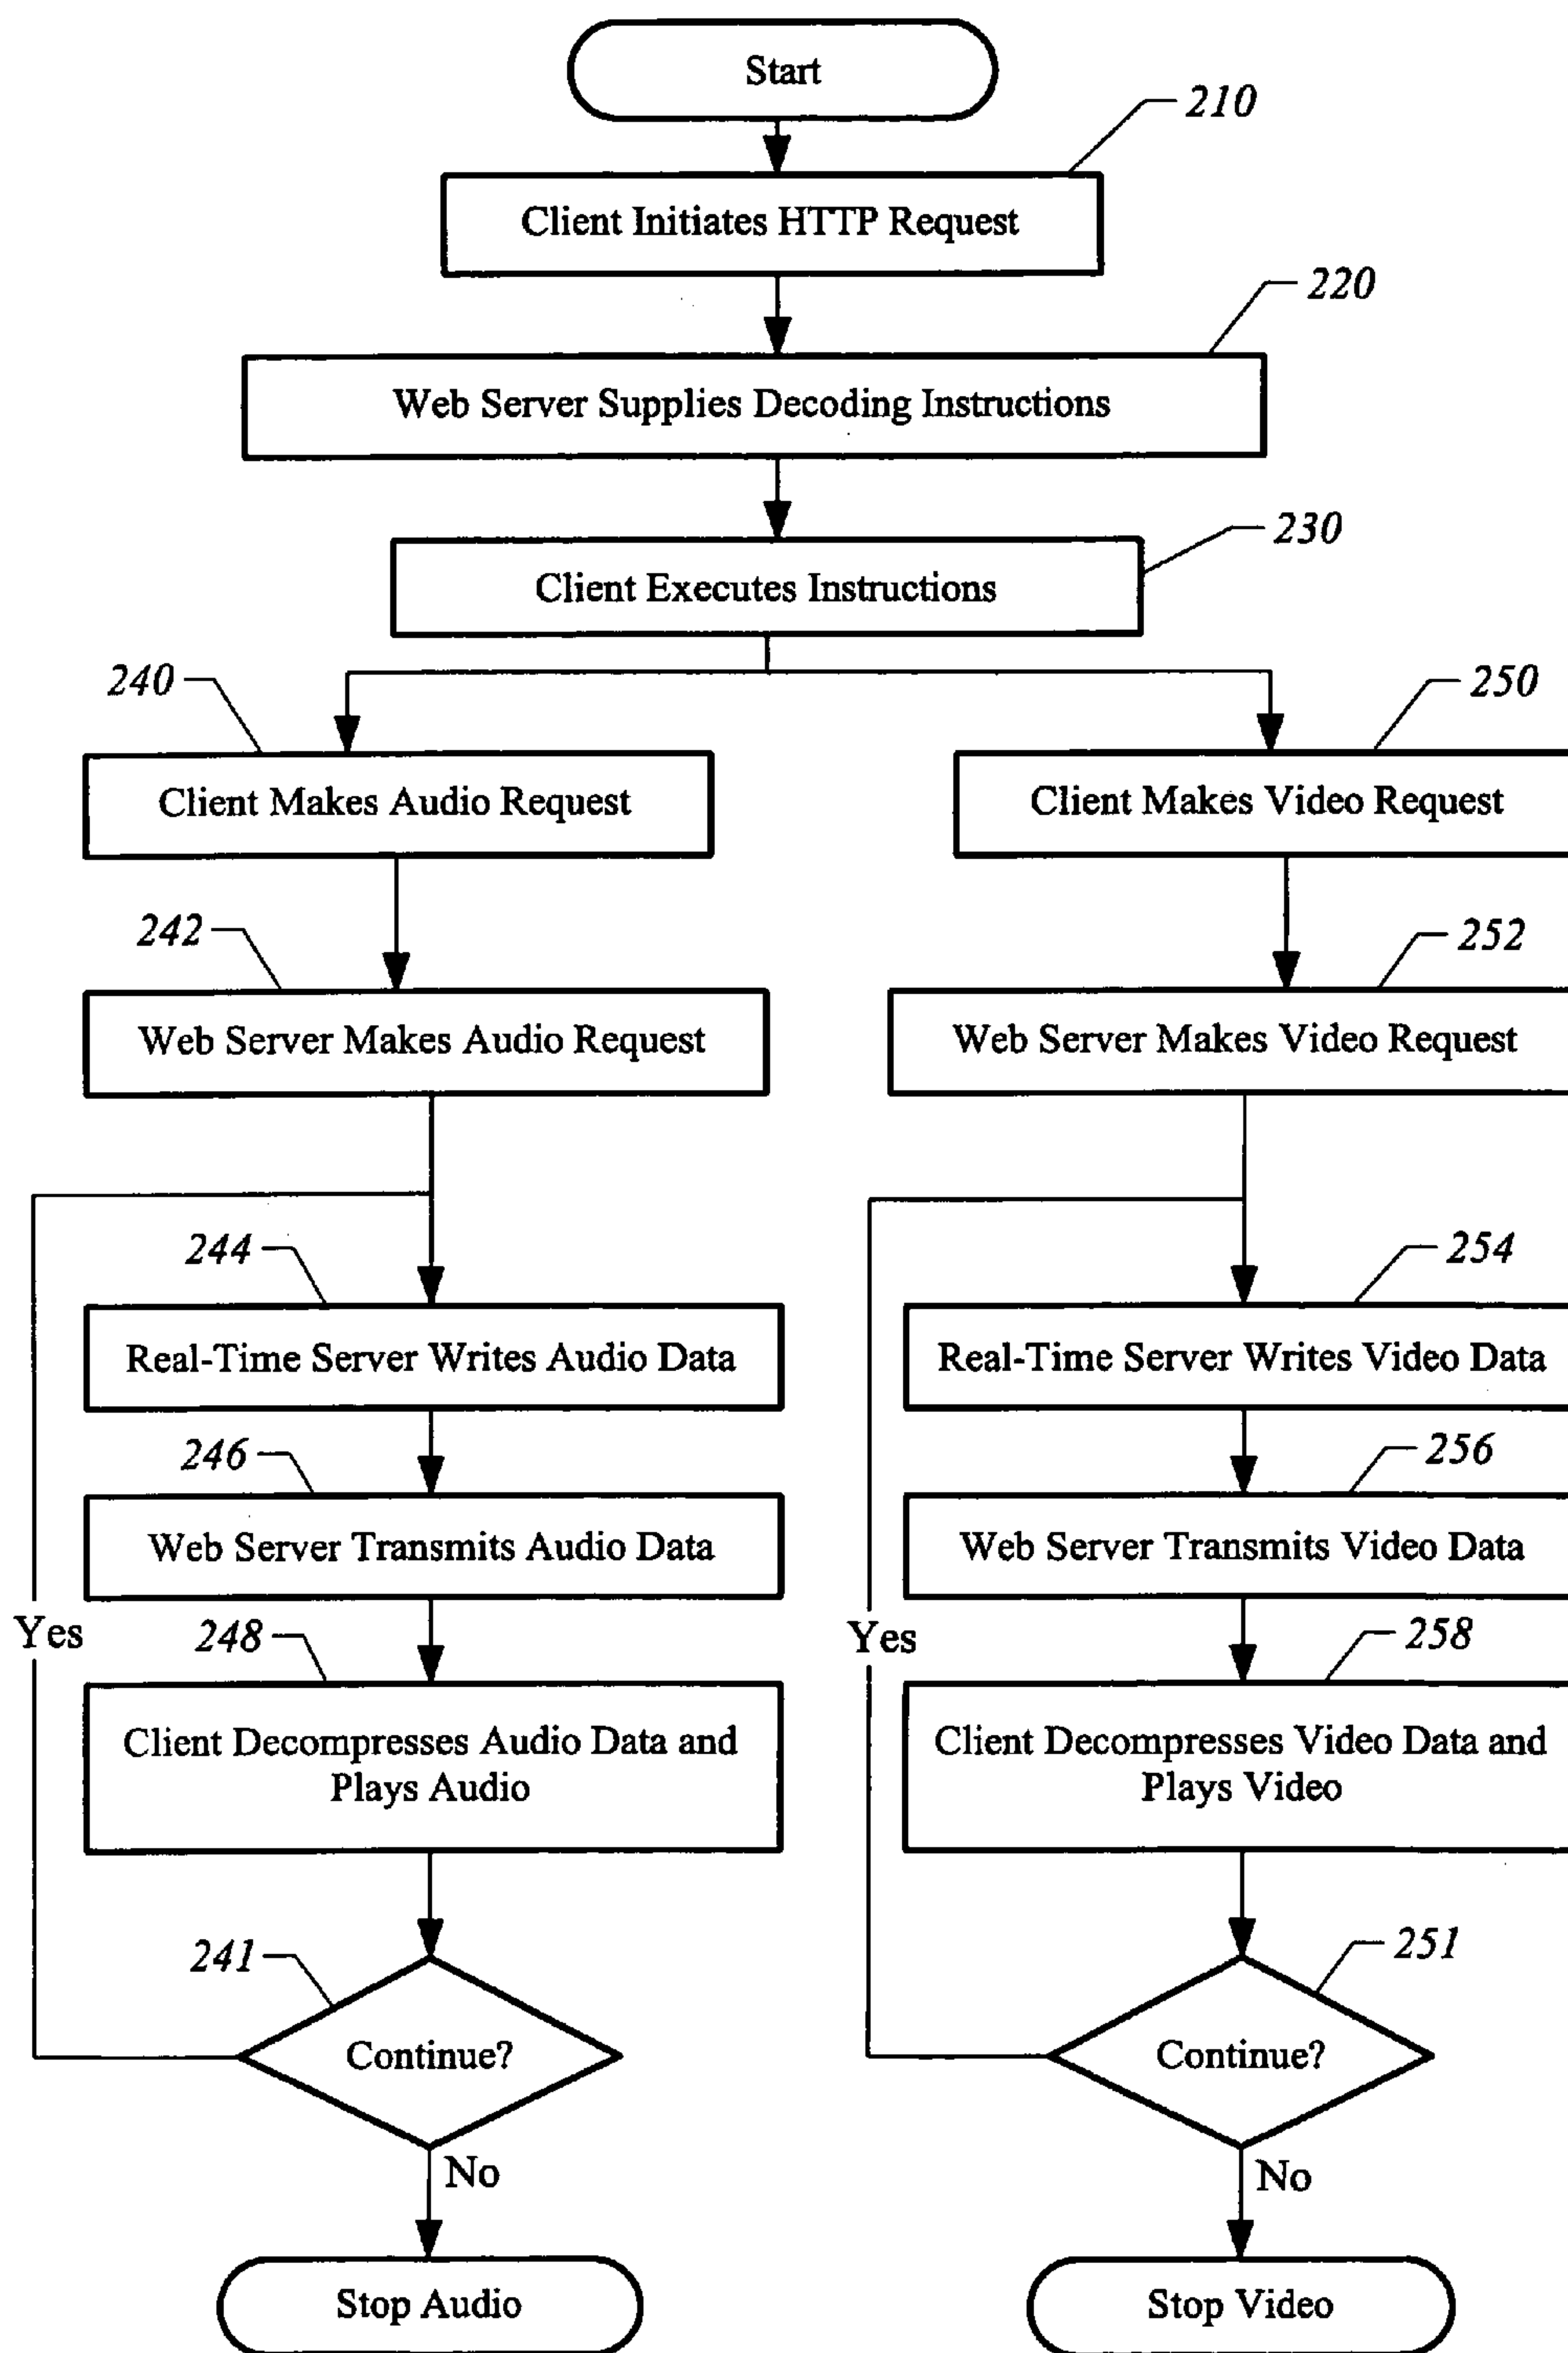 Start
210
Client Initiates HTTP Request
220
Web Server Supplies Decoding Instructions
230
Client Executes Instructions
240
250
Client Makes Audio Request
Client Makes Video Request
242
252
Web Server Makes Audio Request
Web Server Makes Video Request
244
254
Real-Time Server Writes Audio Data
Real-Time Server Writes Video Data
246
256
Web Server Transmits Audio Data
Web Server Transmits Video Data
Yes
248
Yes
258
Client Decompresses Audio Data and
Plays Audio
Client Decompresses Video Data and
Plays Video
241
251
Continue?
Continue?
No
No
Stop Audio
Stop Video